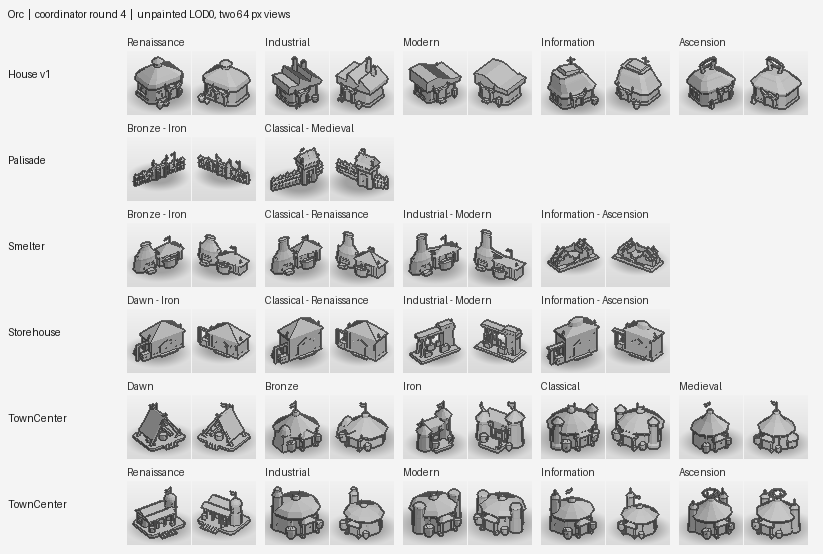 Orc | coordinator round 4 | unpainted LOD0, two 64 px views
Renaissance Industrial Modern Information Ascension
House v1
Bronze - Iron Classical - Medieval
Palisade
Bronze - Iron Classical - Renaissance Industrial - Modern Information - Ascension
Smelter
Dawn - Iron Classical - Renaissance Industrial - Modern Information - Ascension
Storehouse
Dawn Bronze Iron Classical Medieval
TownCenter
Renaissance Industrial Modern Information Ascension
TownCenter